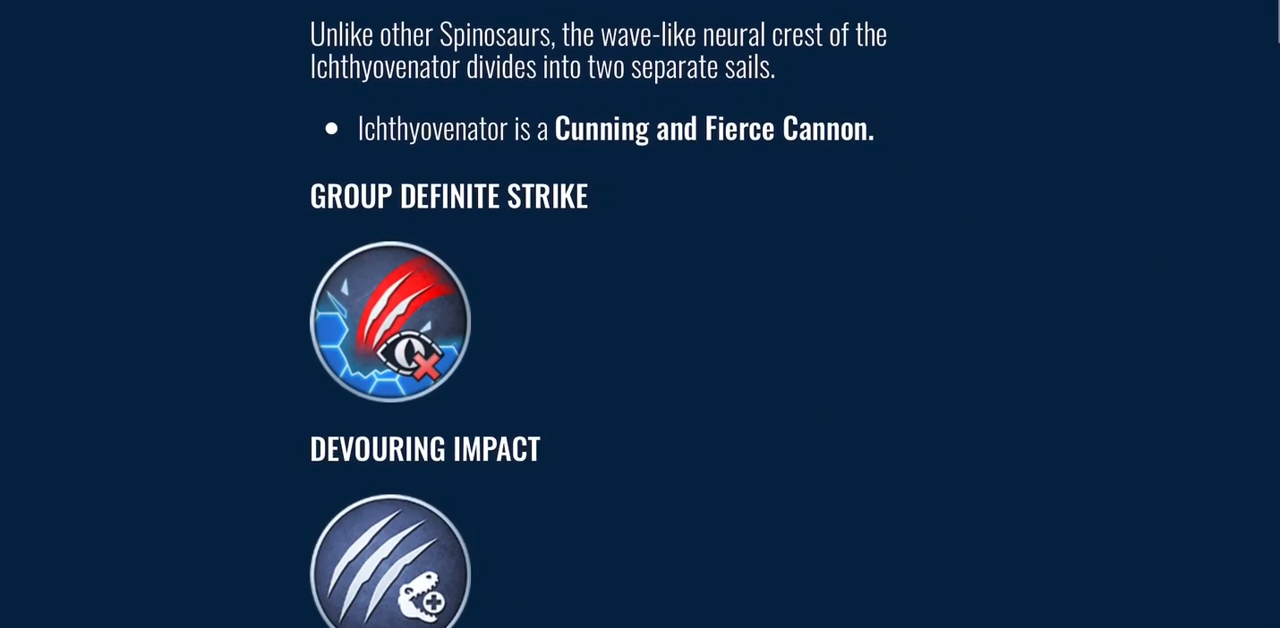 Unlike other Spinosaurs, the wave-like neural crest of the
Ichthyovenator divides into two separate sails.
• Ichthyovenator is a Cunning and Fierce Cannon.
GROUP DEFINITE STRIKE
DEVOURING IMPACT